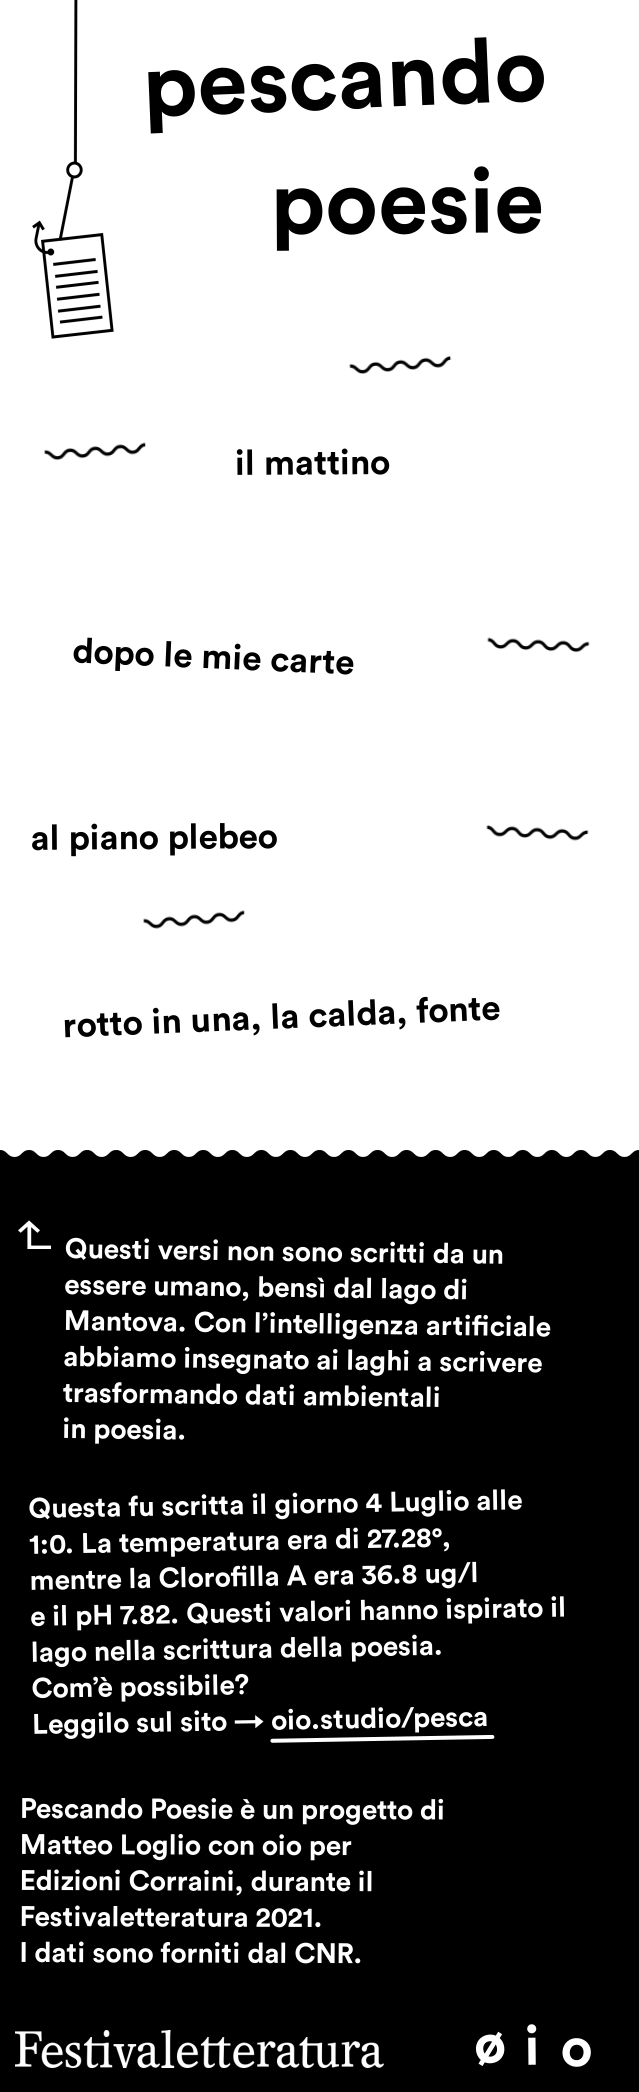 pescando
poesie
il mattino
dopo le mie carte
al piano plebeo
rotto in una, la calda, fonte
Questi versi non sono scritti da un
essere umano, bensì dal lago di
Mantova. Con l'intelligenza artificiale
abbiamo insegnato ai laghi a scrivere
trasformando dati ambientali
in poesia.
Questa fu scritta il giorno 4 Luglio alle
1:0. La temperatura era di 27.28°,
mentre la Clorofilla A era 36.8 ug/l
e il pH 7.82. Questi valori hanno ispirato il
lago nella scrittura della poesia.
Com'è possibile?
Leggilo sul sito → oio.studio/pesca
Pescando Poesie è un progetto di
Matteo Loglio con oio per
Edizioni Corraini, durante il
Festivaletteratura 2021.
I dati sono forniti dal CNR.
Festivaletteratura
ø i o